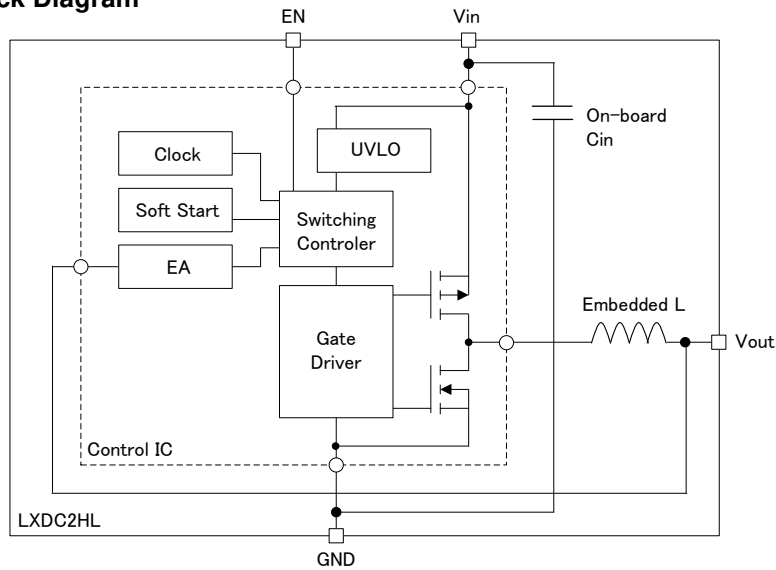 ck Diagram
EN
Vin
On-board
Cin
Clock
UVLO
Soft Start
Switching
Controler
EA
Embedded L
Gate
Driver
Vout
Control IC
LXDC2HL
GND